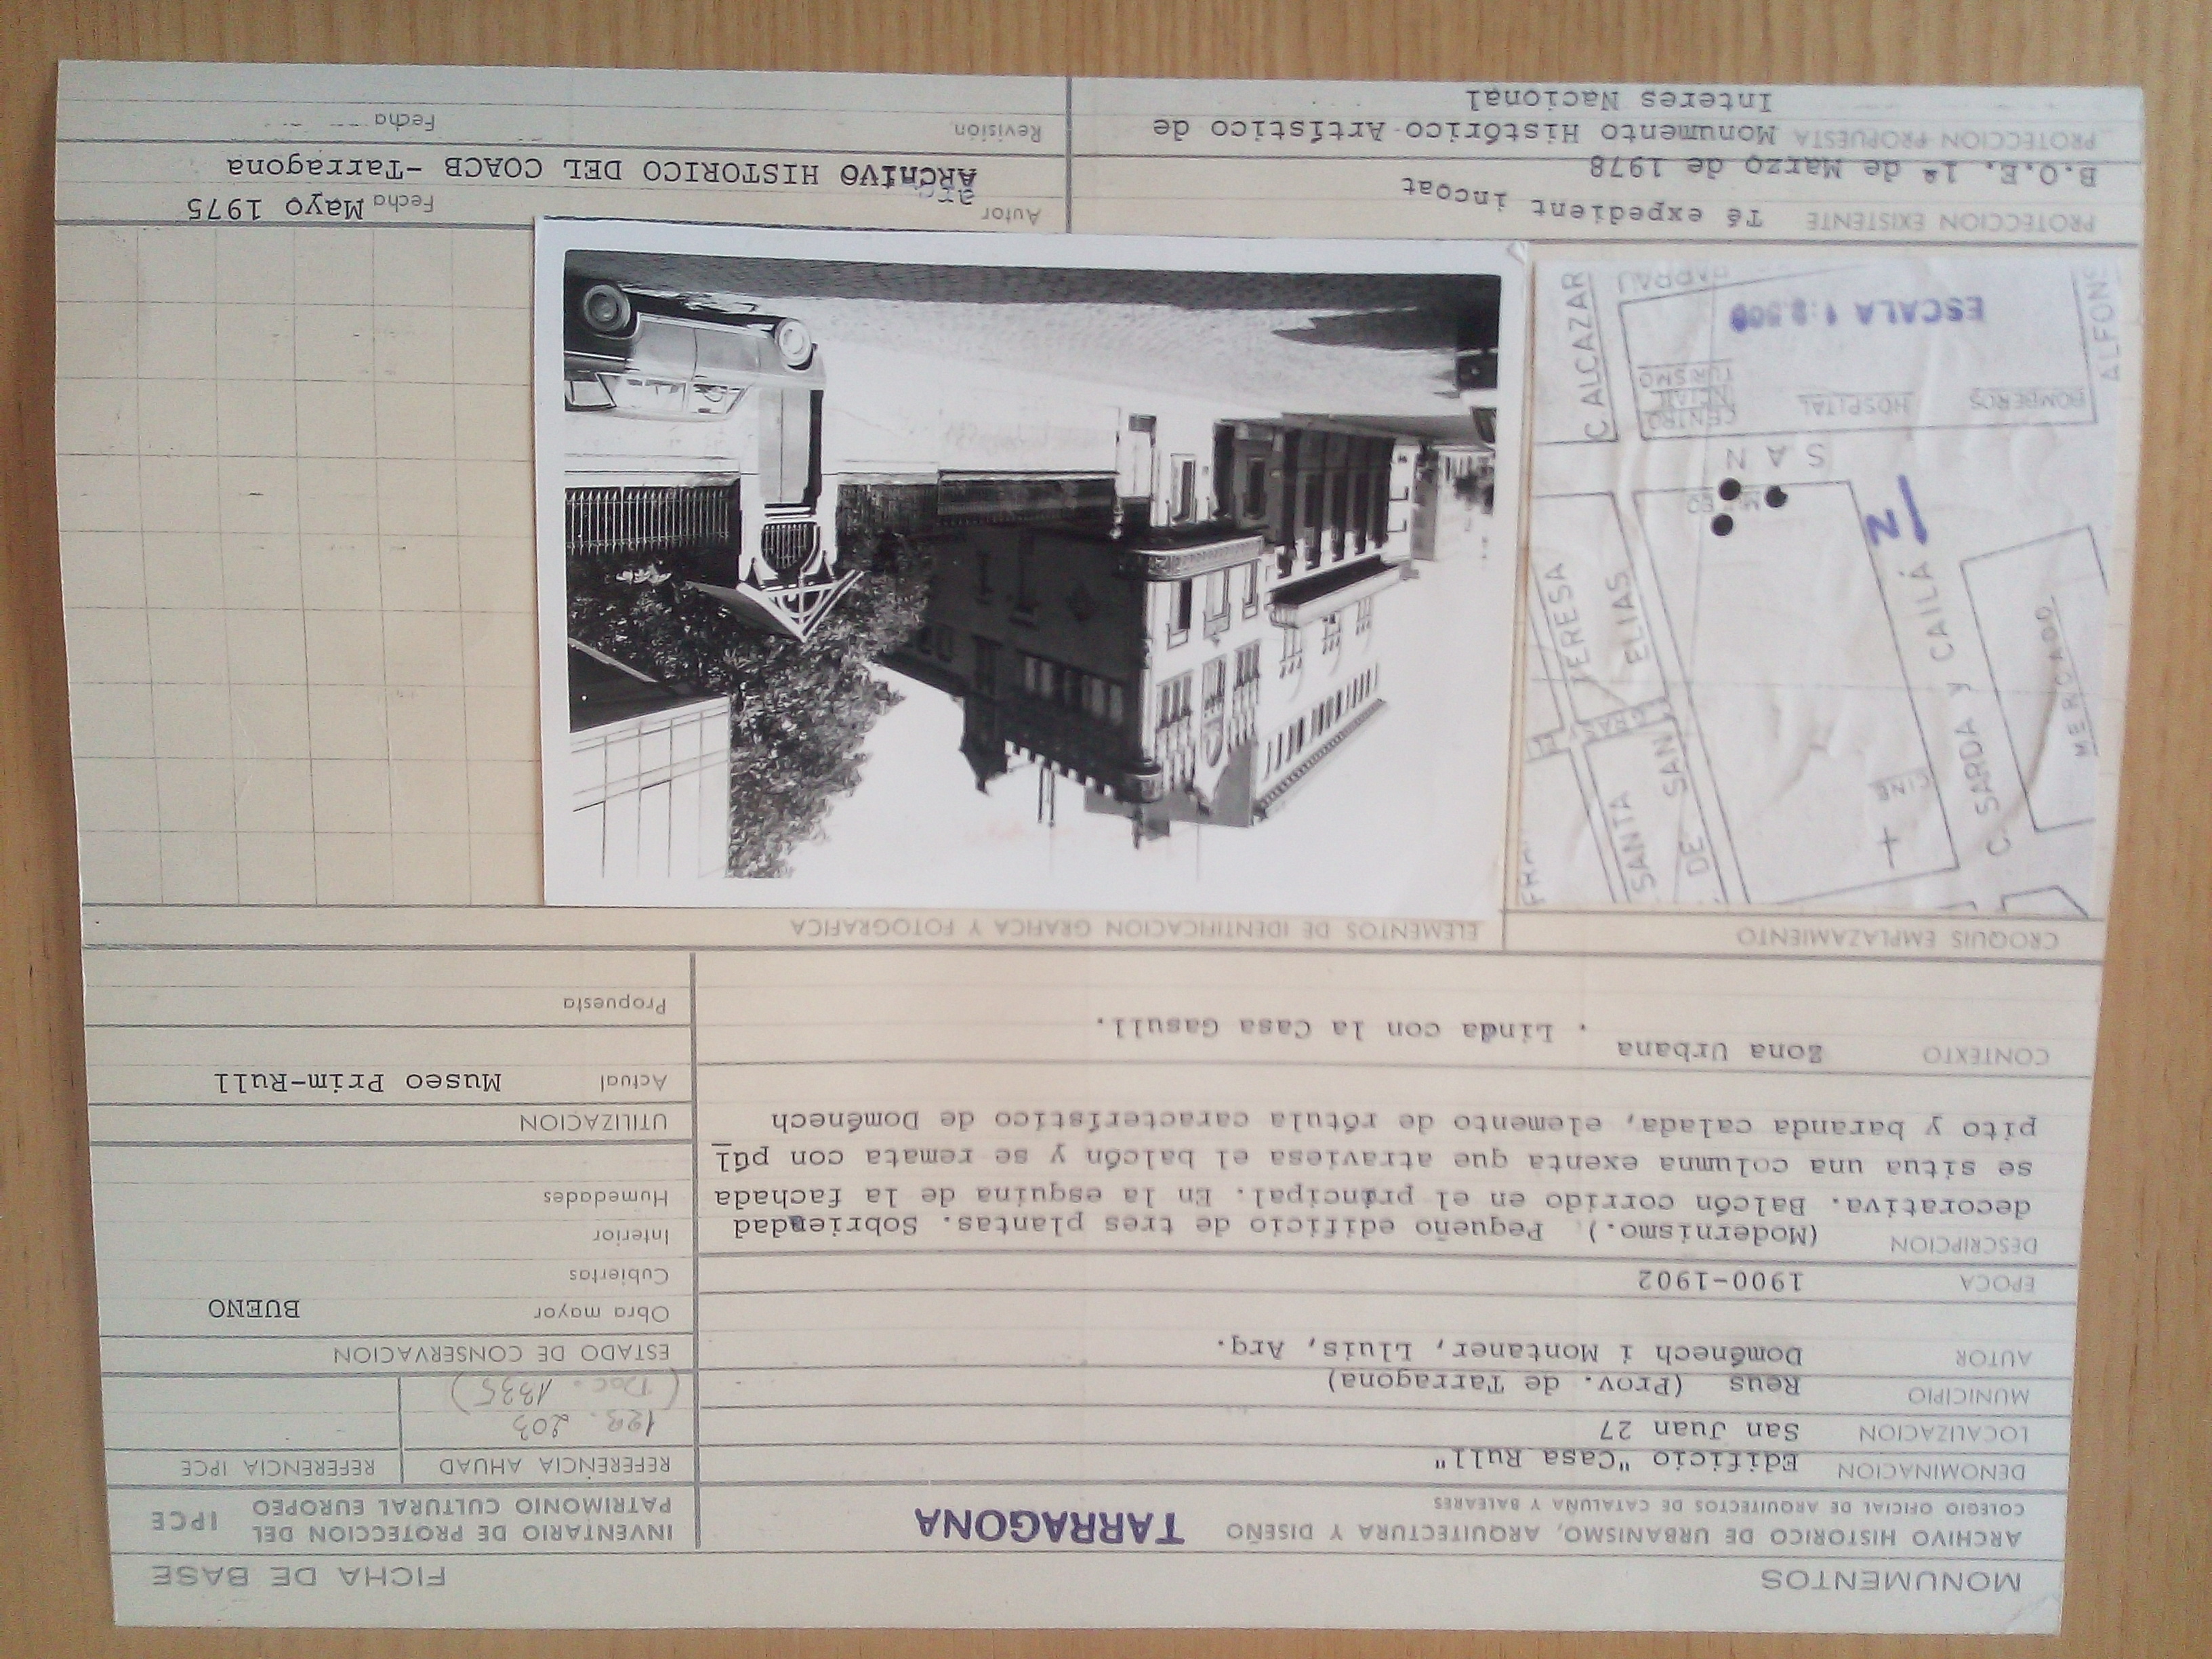 MONUMENTOS
FICHA DE BASE
ARCHIVO HISTORICO DE URBANISMO, ARQUITECTURA Y DISEÑO
COLEGIO OFICIAL DE ARQUITECTOS DE CATALUÑA Y BALEARES
TARRAGONA
INVENTARIO DE PROTECCION DEL
PATRIMONIO CULTURAL EUROPEO
IPCE
DENOMINACION Edificio "Casa Rull"
LOCALIZACION San Juan 27
MUNICIPIO Reus (Prov. de Tarragona)
AUTOR Doménech i Montaner, Lluis, Arq.
EPOCA 1900-1902
DESCRIPCION (Modernismo.) Pequeño edificio de tres plantas. Sobriendad
decorativa. Balcón corrido en el principal. En la esquina de la fachada
se situa una columna exenta que atraviesa el balcón y se remata con púl
pito y baranda calada, elemento de rótula característico de Doménech
CONTEXTO Zona Urbana
. Linda con la Casa Gasull.
REFERENCIA AHUAD
REFERENCIA IPCE
123. 203
(Doc. 1335)
ESTADO DE CONSERVACION
Obra mayor BUENO
Cubiertas
Interior
Humedades
UTILIZACION
Actual Museo Prim-Rull
Propuesta
CROQUIS EMPLAZAMIENTO
ELEMENTOS DE IDENTIFICACION GRAFICA Y FOTOGRAFICA
C. SARDA y CAILÁ
CINE
MERCADO
DE SAN ELIAS
SANTA TERESA
N
SAN
BOMBEROS
HOSPITAL
CENTRO
TURISMO
C ALCAZAR
ESCALA 1:2.500
PROTECCION EXISTENTE Té expedient incoat
B.O.E. 1ª de Marzo de 1978
PROTECCION PROPUESTA Monumento Histórico Artístico de
Interes Nacional
Autor
Fecha Mayo 1975
ARCHIVO HISTORICO DEL COACB -Tarragona
Revisión
Fecha